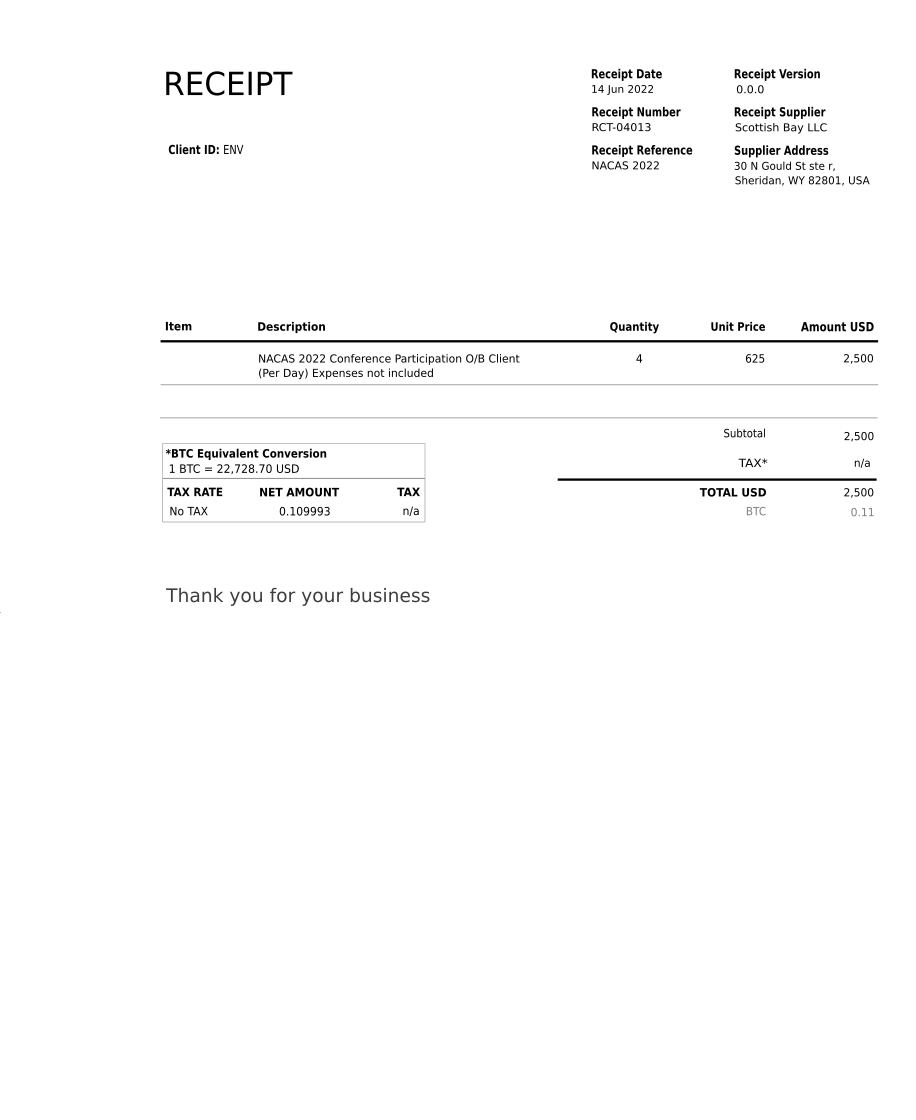 RECEIPT
Client ID: ENV
Receipt Date
14 Jun 2022
Receipt Number
RCT-04013
Receipt Reference
NACAS 2022
Receipt Version
0.0.0
Receipt Supplier
Scottish Bay LLC
Supplier Address
30 N Gould St ste r,
Sheridan, WY 82801, USA
Item Description Quantity Unit Price Amount USD
NACAS 2022 Conference Participation O/B Client 4 625 2,500
(Per Day) Expenses not included
Subtotal 2,500
TAX* n/a
TOTAL USD 2,500
BTC 0.11
*BTC Equivalent Conversion
1 BTC = 22,728.70 USD
TAX RATE NET AMOUNT TAX
No TAX 0.109993 n/a
Thank you for your business